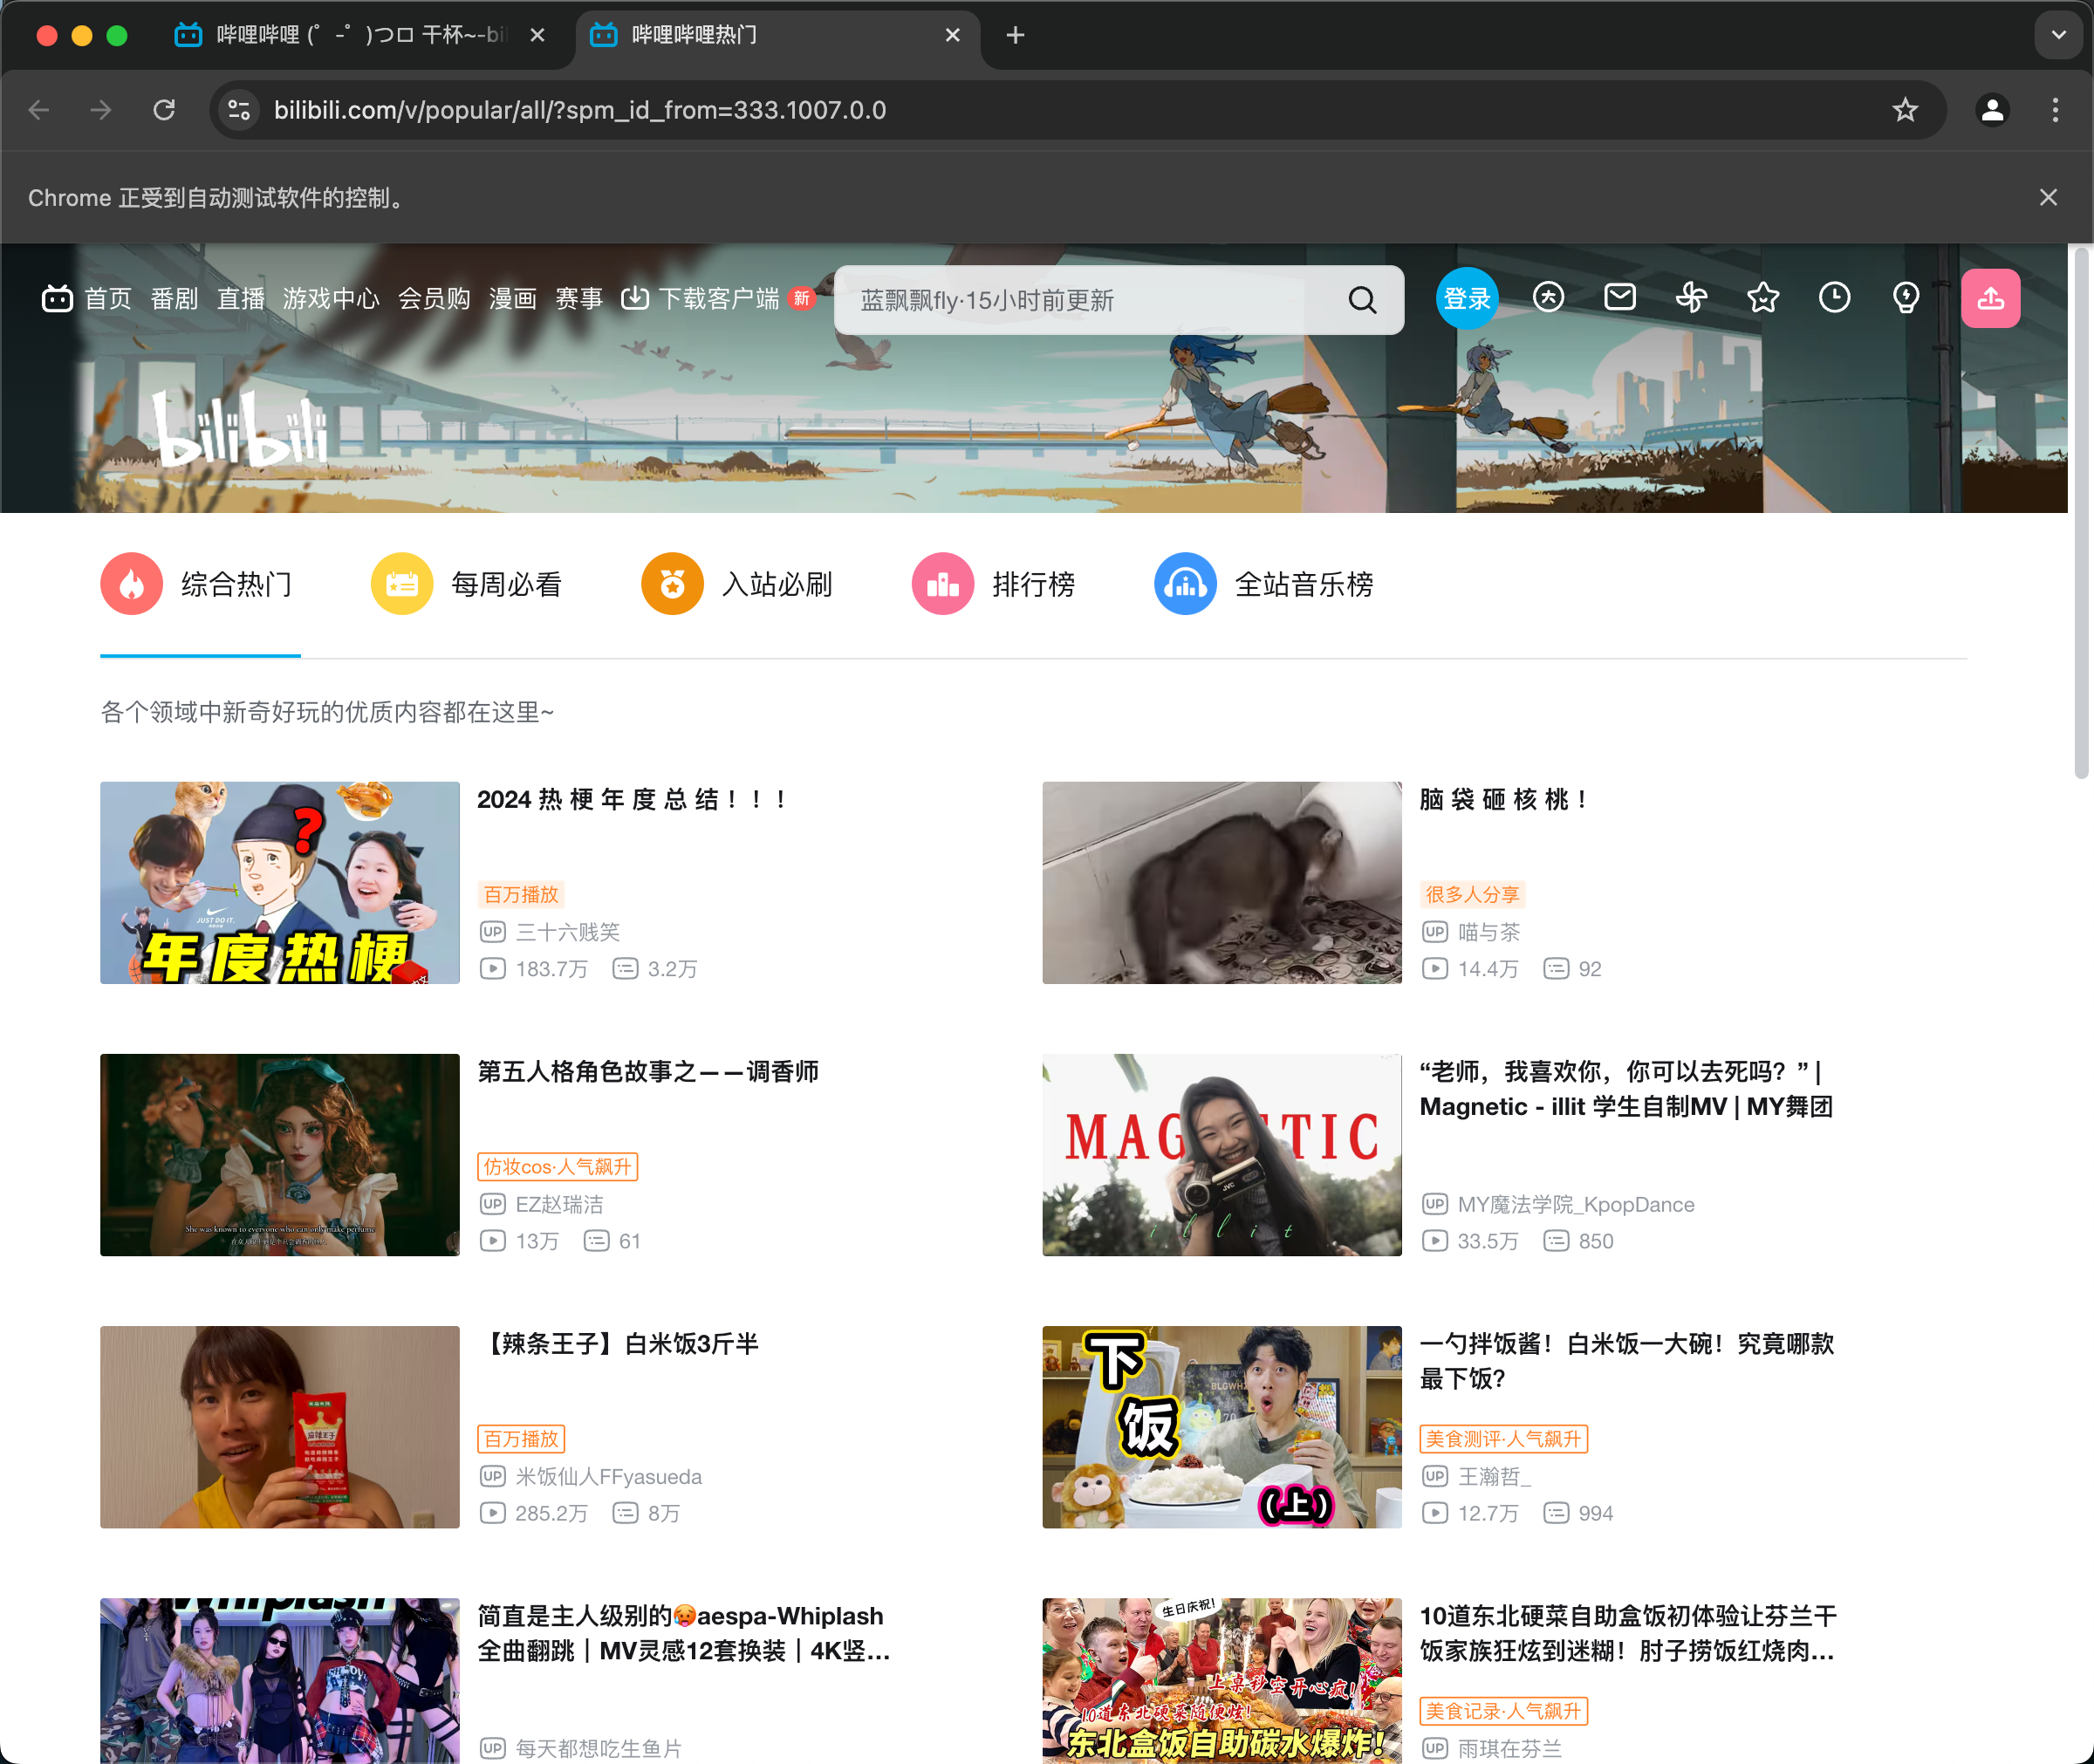 哔哩哔哩 (゜-゜)つロ 干杯~-bi
哔哩哔哩热门
bilibili.com/v/popular/all/?spm_id_from=333.1007.0.0
Chrome 正受到自动测试软件的控制。
首页 番剧 直播 游戏中心 会员购 漫画 赛事 下载客户端 新
蓝飘飘fly·15小时前更新
登录
bilibili
综合热门 每周必看 入站必刷 排行榜 全站音乐榜
各个领域中新奇好玩的优质内容都在这里~
JUST DO IT.
年度热梗
2024 热 梗 年 度 总 结 ! ! !
百万播放
UP 三十六贱笑
183.7万 3.2万
脑 袋 砸 核 桃 !
很多人分享
UP 喵与茶
14.4万 92
She was known to everyone who can only make perfume
第五人格角色故事之——调香师
仿妆cos·人气飙升
UP EZ赵瑞洁
13万 61
MAG TIC
JVC
illit
“老师，我喜欢你，你可以去死吗？” |
Magnetic - illit 学生自制MV | MY舞团
UP MY魔法学院_KpopDance
33.5万 850
麻辣王子
【辣条王子】白米饭3斤半
百万播放
UP 米饭仙人FFyasueda
285.2万 8万
下
饭
(上)
一勺拌饭酱！白米饭一大碗！究竟哪款
最下饭？
美食测评·人气飙升
UP 王瀚哲_
12.7万 994
Whiplash
简直是主人级别的🥵aespa-Whiplash
全曲翻跳｜MV灵感12套换装｜4K竖...
UP 每天都想吃生鱼片
生日庆祝!
上桌秒空开心疯!
10道东北硬菜随便炫!
东北盒饭自助碳水爆炸!
10道东北硬菜自助盒饭初体验让芬兰干
饭家族狂炫到迷糊！肘子捞饭红烧肉...
美食记录·人气飙升
UP 雨琪在芬兰